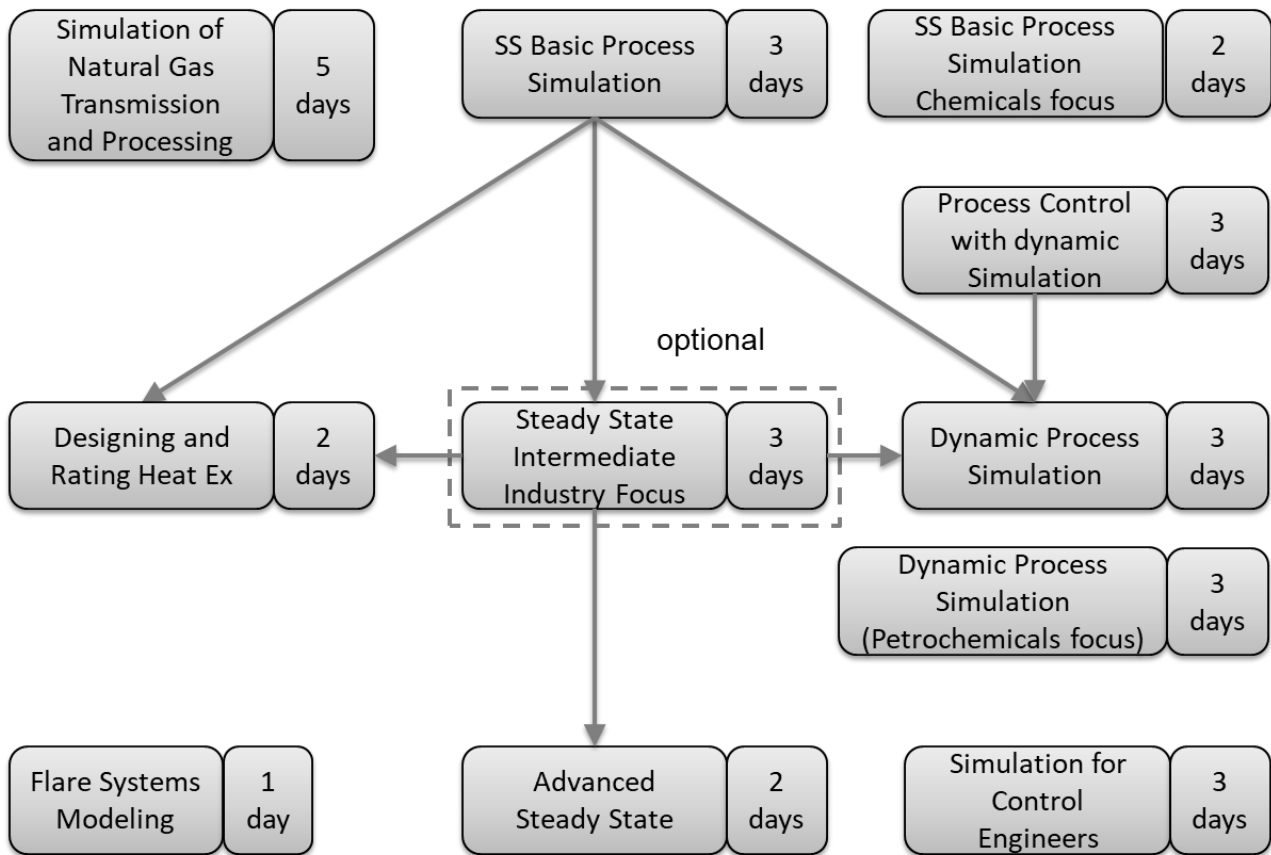 Simulation of
Natural Gas
Transmission
and Processing
5
days
SS Basic Process
Simulation
3
days
SS Basic Process
Simulation
Chemicals focus
2
days
Process Control
with dynamic
Simulation
3
days
optional
Designing and
Rating Heat Ex
2
days
Steady State
Intermediate
Industry Focus
3
days
Dynamic Process
Simulation
3
days
Dynamic Process
Simulation
(Petrochemicals focus)
3
days
Flare Systems
Modeling
1
day
Advanced
Steady State
2
days
Simulation for
Control
Engineers
3
days